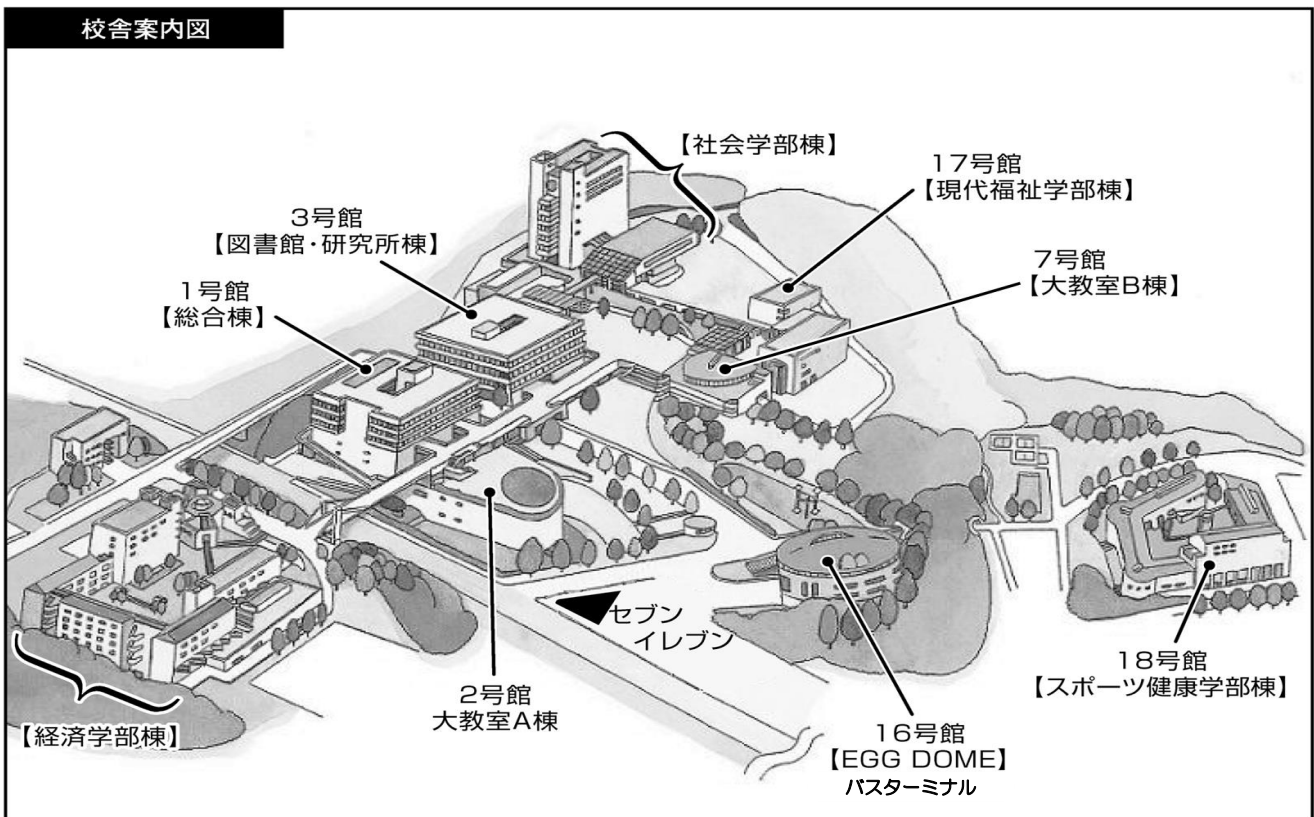 校舎案内図
【社会学部棟】
17号館
【現代福祉学部棟】
3号館
【図書館・研究所棟】
7号館
【大教室B棟】
1号館
【総合棟】
セブン
イレブン
18号館
【スポーツ健康学部棟】
2号館
大教室A棟
16号館
【EGG DOME】
バスターミナル
【経済学部棟】